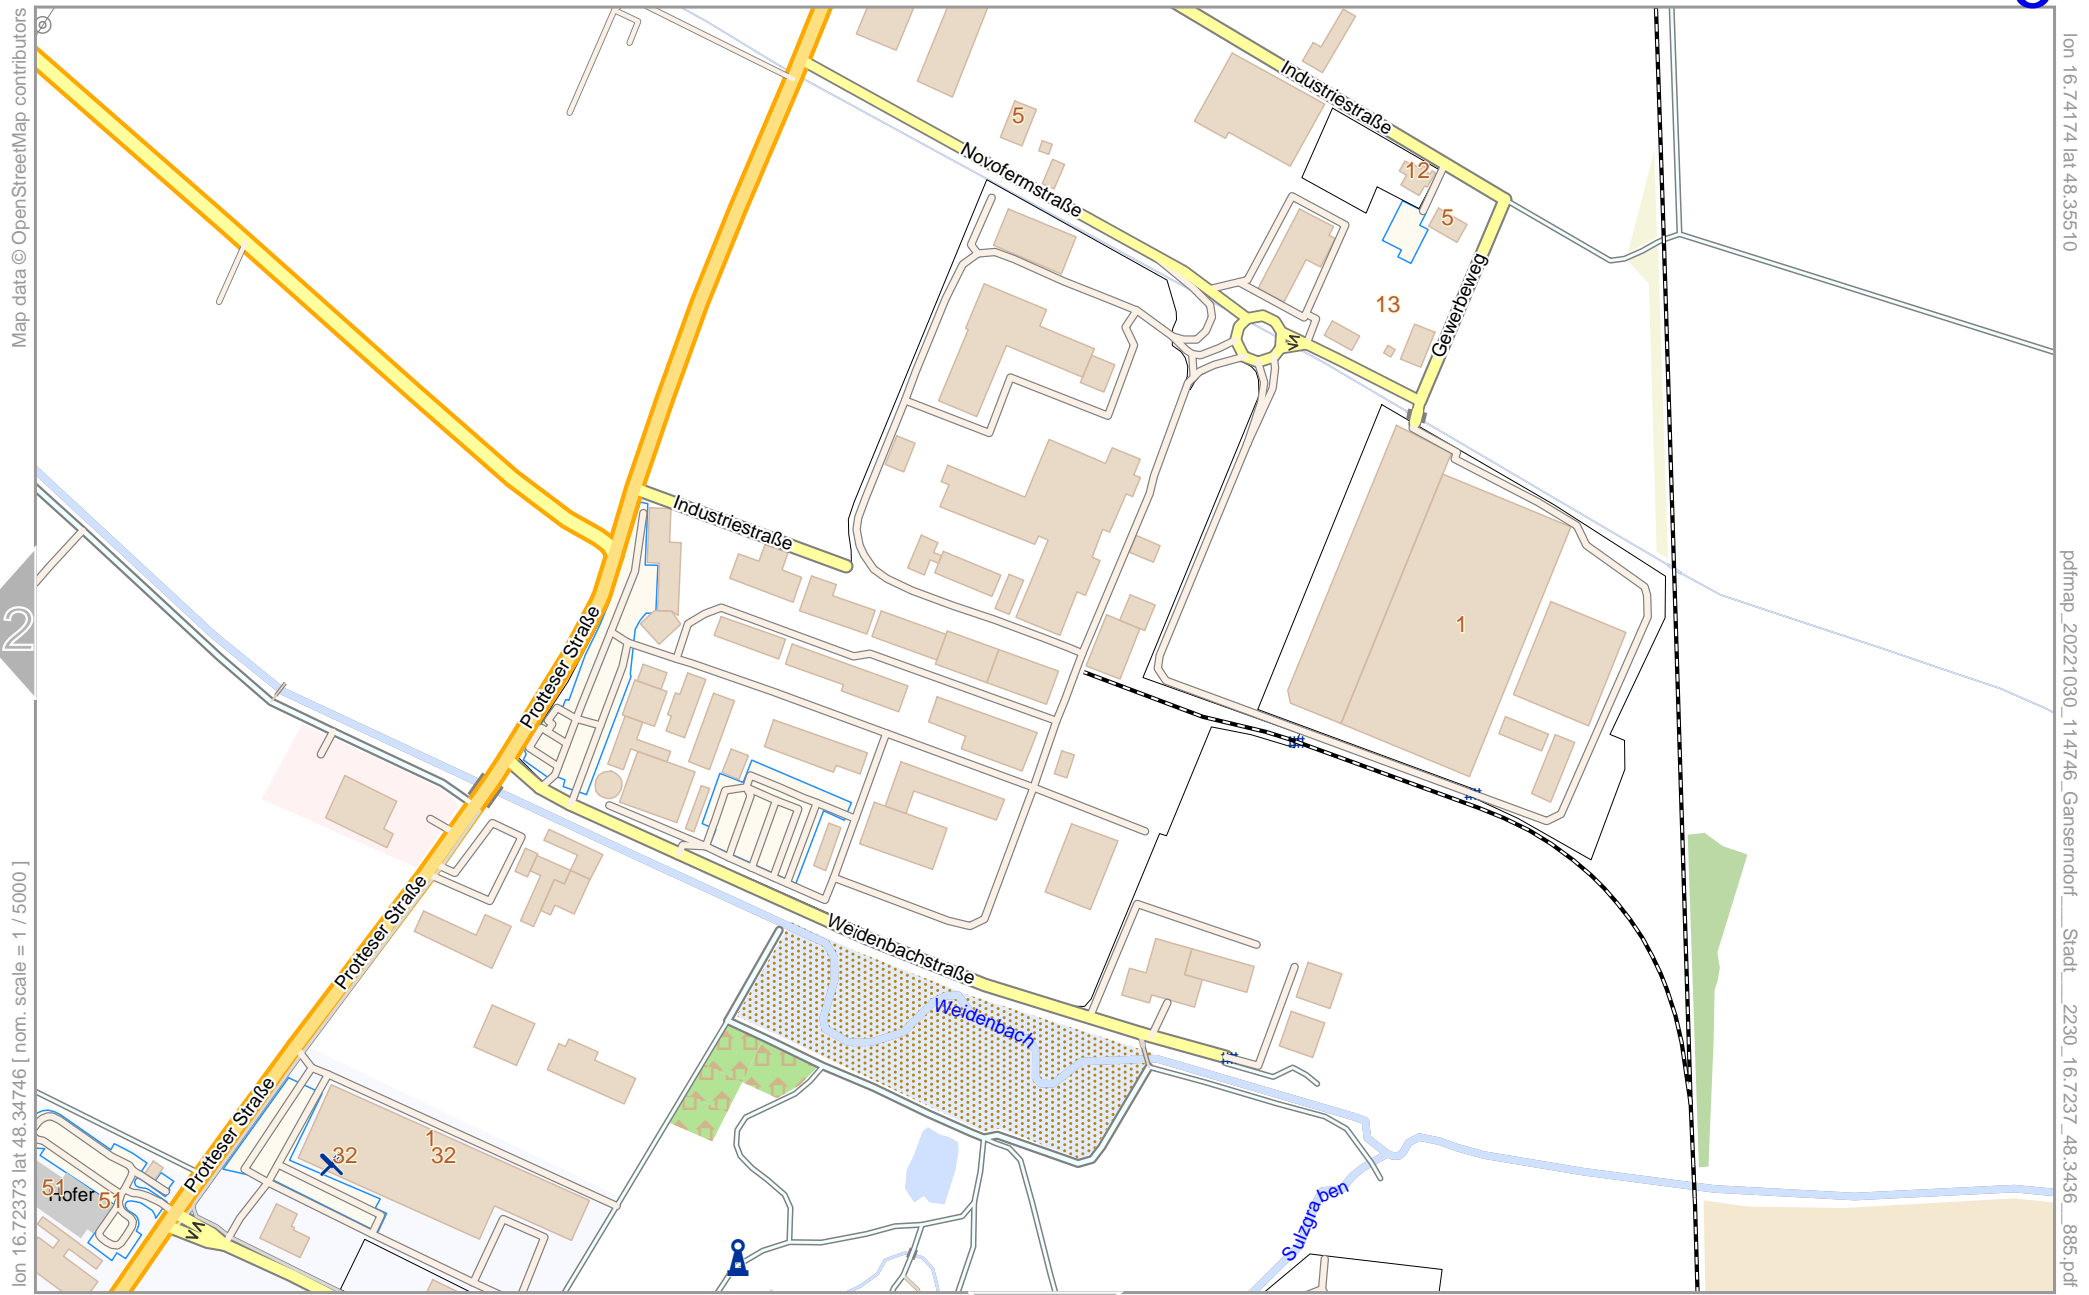 Map data © OpenStreetMap contributors
lon 16.74174 lat 48.35510
Industriestraße
5
12
Novofermstraße
5
Gewerbeweg
13
Industriestraße
2
1
Protteser Straße
Protteser Straße
Weidenbachstraße
Weidenbach
Protteser Straße
1
32
32
51
Hofer
51
Sulzgraben
lon 16.72373 lat 48.34746 [ nom. scale = 1 / 5000 ]
pdfmap_20221030_114746_Ganserndorf__Stadt__2230_16.7237_48.3436__885.pdf